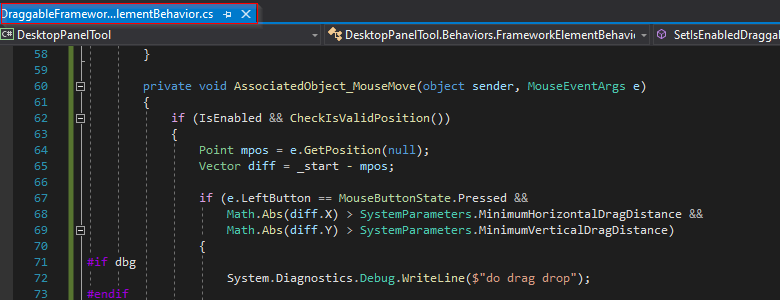 DraggableFramewor...lementBehavior.cs
C# DesktopPanelTool DesktopPanelTool.Behaviors.FrameworkElementBehavi SetIsEnabledDragga
58 }
59
60 private void AssociatedObject_MouseMove(object sender, MouseEventArgs e)
61 {
62 if (IsEnabled && CheckIsValidPosition())
63 {
64 Point mpos = e.GetPosition(null);
65 Vector diff = _start - mpos;
66
67 if (e.LeftButton == MouseButtonState.Pressed &&
68 Math.Abs(diff.X) > SystemParameters.MinimumHorizontalDragDistance &&
69 Math.Abs(diff.Y) > SystemParameters.MinimumVerticalDragDistance)
70 {
71 #if dbg
72 System.Diagnostics.Debug.WriteLine($"do drag drop");
73 #endif